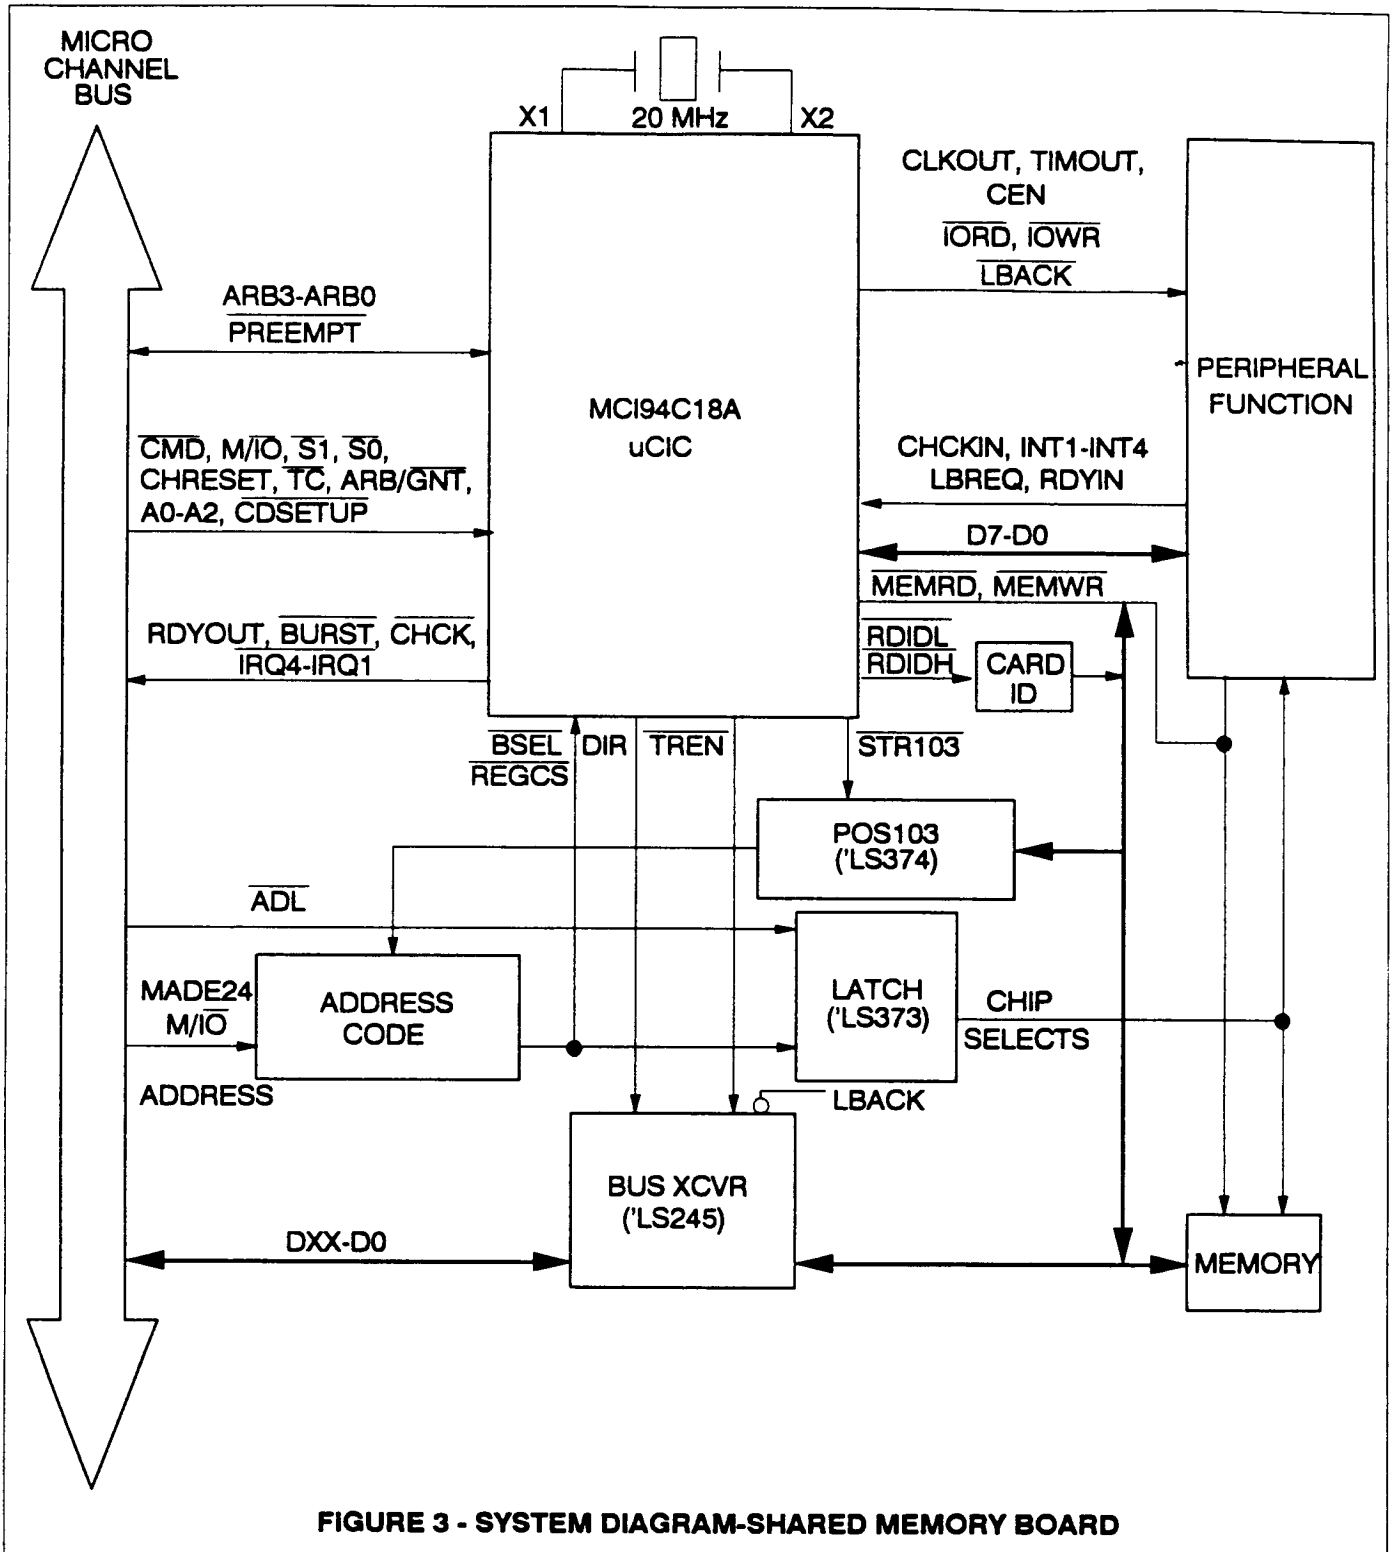 MICRO
CHANNEL
BUS
X1
20 MHz
X2
CLKOUT, TIMOUT,
CEN
IORD, IOWR
LBACK
ARB3-ARB0
PREEMPT
PERIPHERAL
FUNCTION
MCI94C18A
uCIC
CMD, M/IO, S1, S0,
CHRESET, TC, ARB/GNT,
A0-A2, CDSETUP
CHCKIN, INT1-INT4
LBREQ, RDYIN
D7-D0
MEMRD, MEMWR
RDYOUT, BURST, CHCK,
IRQ4-IRQ1
RDIDL
RDIDH
CARD
ID
BSEL
REGCS
DIR
TREN
STR103
POS103
('LS374)
ADL
MADE24
M/IO
ADDRESS
ADDRESS
CODE
LATCH
('LS373)
CHIP
SELECTS
LBACK
BUS XCVR
('LS245)
DXX-D0
MEMORY
FIGURE 3 - SYSTEM DIAGRAM-SHARED MEMORY BOARD